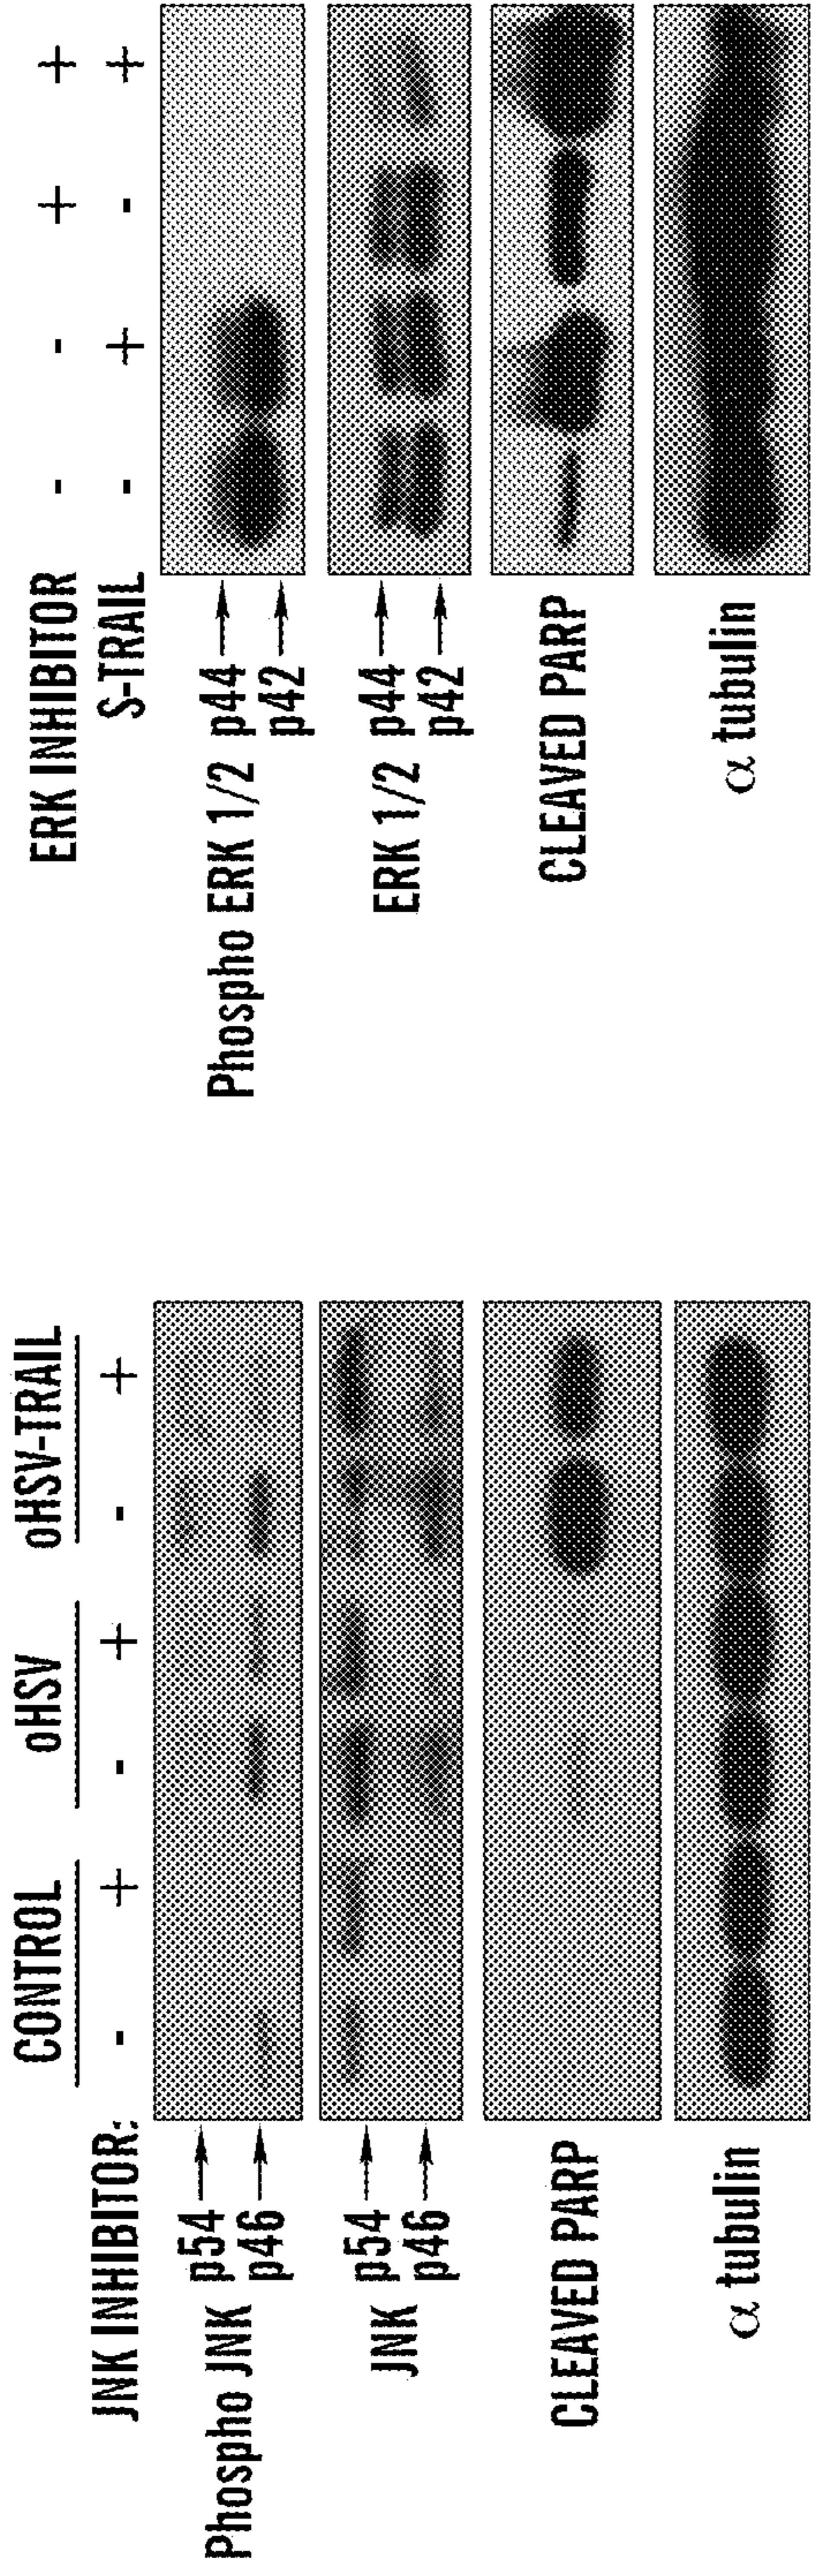 CONTROL oHSV oHSV-TRAIL
JNK INHIBITOR: - + - + - +
Phospho JNK p54
p46
JNK p54
p46
CLEAVED PARP
α tubulin
ERK INHIBITOR - - + +
S-TRAIL - + - +
Phospho ERK 1/2 p44
p42
ERK 1/2 p44
p42
CLEAVED PARP
α tubulin